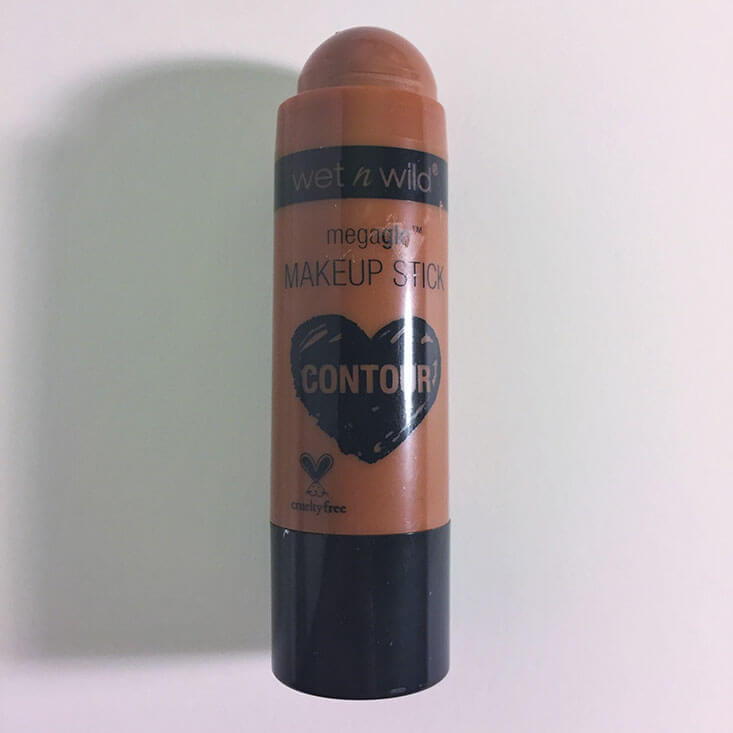 wet n wild®
megaglo™
MAKEUP STICK
CONTOUR
crueltyfree